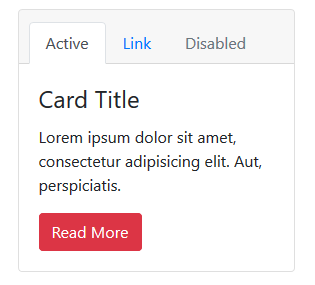 Active Link Disabled
Card Title
Lorem ipsum dolor sit amet,
consectetur adipisicing elit. Aut,
perspiciatis.
Read More